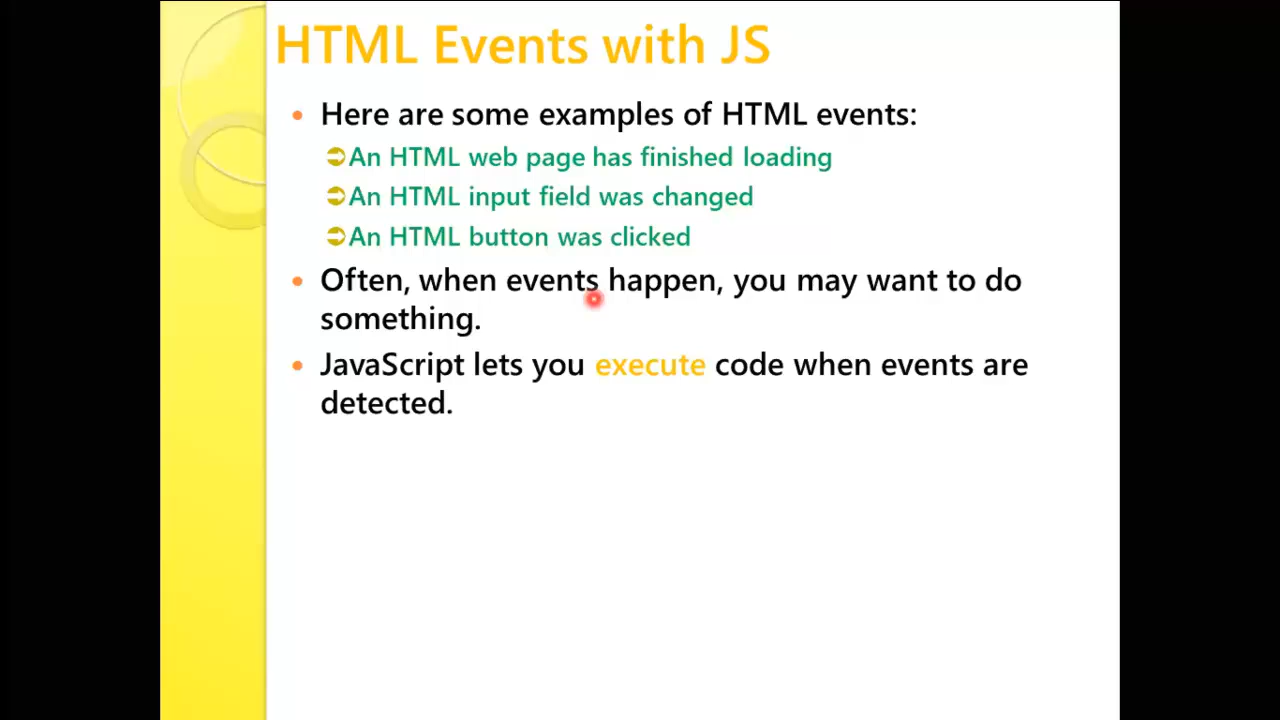 HTML Events with JS
Here are some examples of HTML events:
An HTML web page has finished loading
An HTML input field was changed
An HTML button was clicked
Often, when events happen, you may want to do
something.
JavaScript lets you execute code when events are
detected.